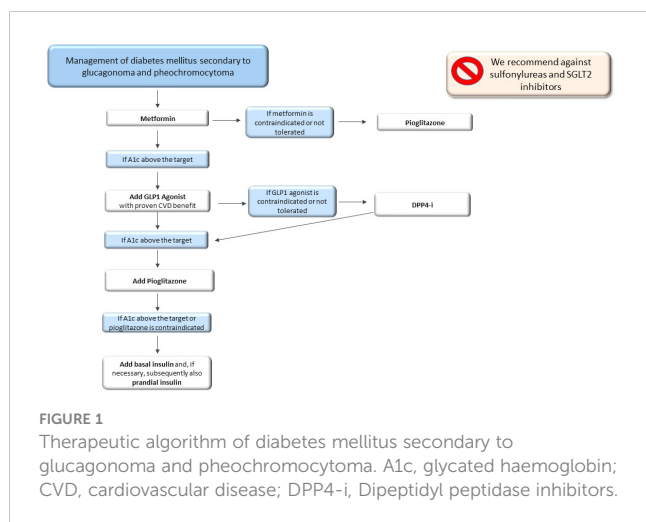 Management of diabetes mellitus secondary to
glucagonoma and pheochromocytoma
We recommend against
sulfonylureas and SGLT2
inhibitors
Metformin
If metformin is
contraindicated or not
tolerated
Pioglitazone
If A1c above the target
Add GLP1 Agonist
with proven CVD benefit
If GLP1 agonist is
contraindicated or not
tolerated
DPP4-i
If A1c above the target
Add Pioglitazone
If A1c above the target or
pioglitazone is contraindicated
Add basal insulin and, if
necessary, subsequently also
prandial insulin
FIGURE 1
Therapeutic algorithm of diabetes mellitus secondary to
glucagonoma and pheochromocytoma. A1c, glycated haemoglobin;
CVD, cardiovascular disease; DPP4-i, Dipeptidyl peptidase inhibitors.